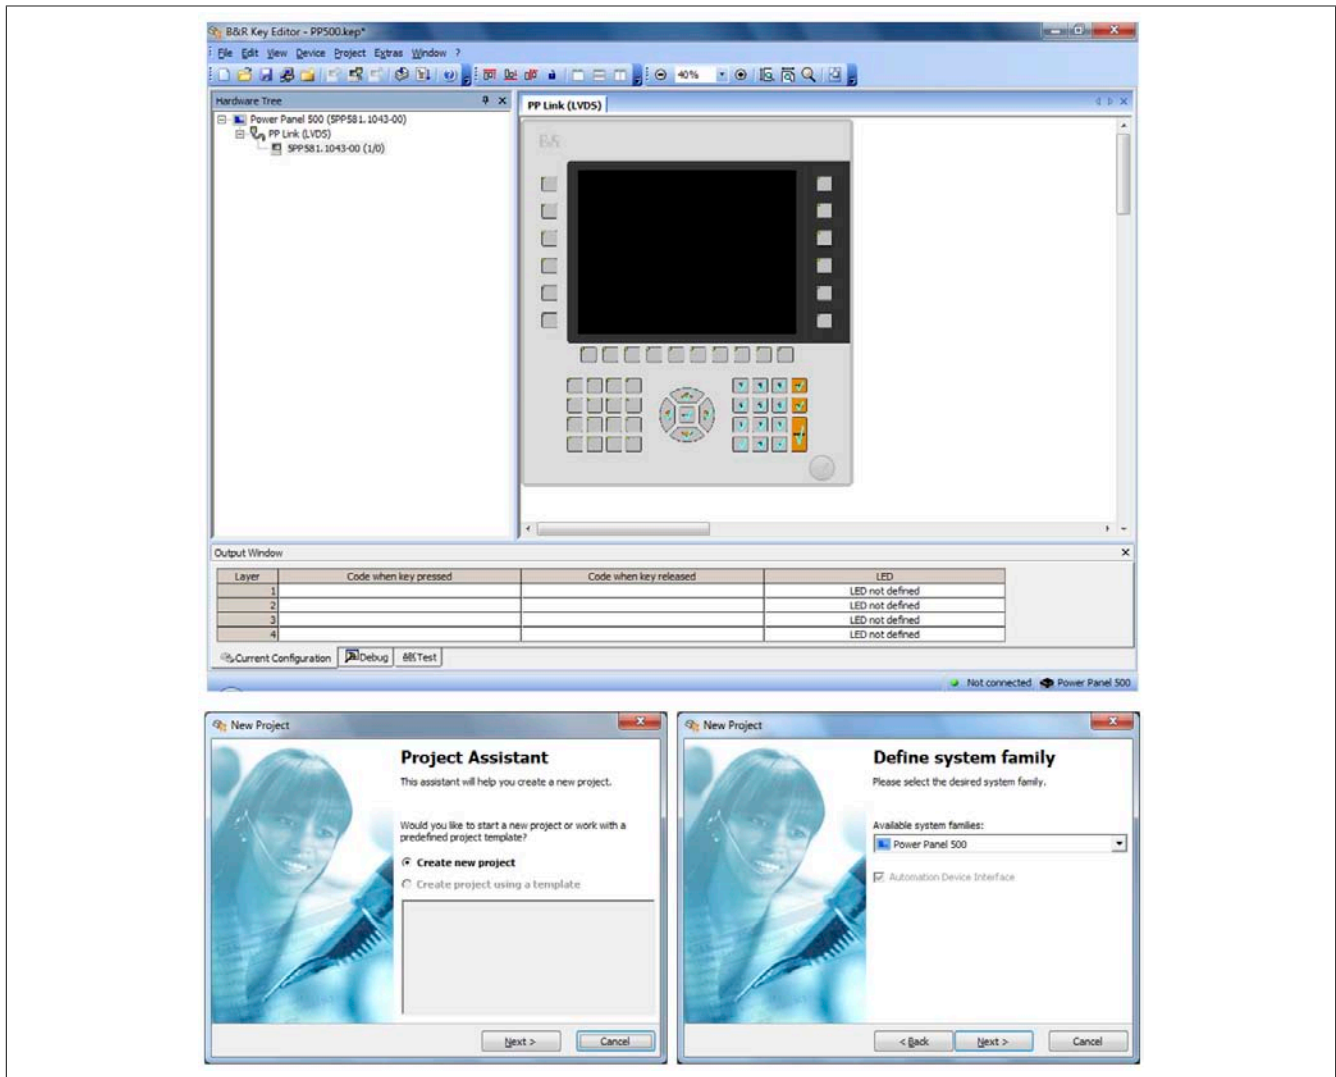 B&R Key Editor - PP500.kep*
File Edit View Device Project Extras Window ?
40%
Hardware Tree
Power Panel 500 (5PP581.1043-00)
PP Link (LVDS)
5PP581.1043-00 (1/0)
PP Link (LVDS)
B&R
Output Window
Layer Code when key pressed Code when key released LED
1 LED not defined
2 LED not defined
3 LED not defined
4 LED not defined
Current Configuration Debug Test
Not connected Power Panel 500
New Project
Project Assistant
This assistant will help you create a new project.
Would you like to start a new project or work with a
predefined project template?
Create new project
Create project using a template
Next > Cancel
New Project
Define system family
Please select the desired system family.
Available system families:
Power Panel 500
Automation Device Interface
< Back Next > Cancel